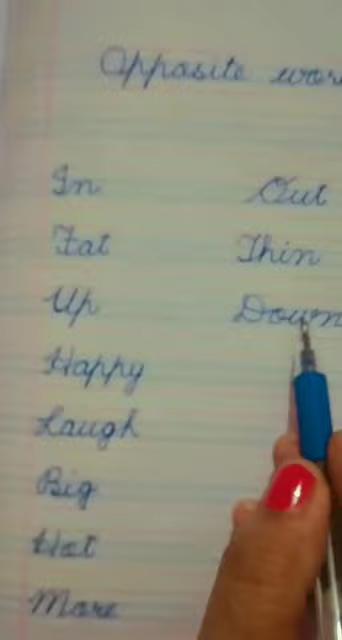 Opposite wor
In Out
Fat Thin
Up Down
Happy
Laugh
Big
Hot
More